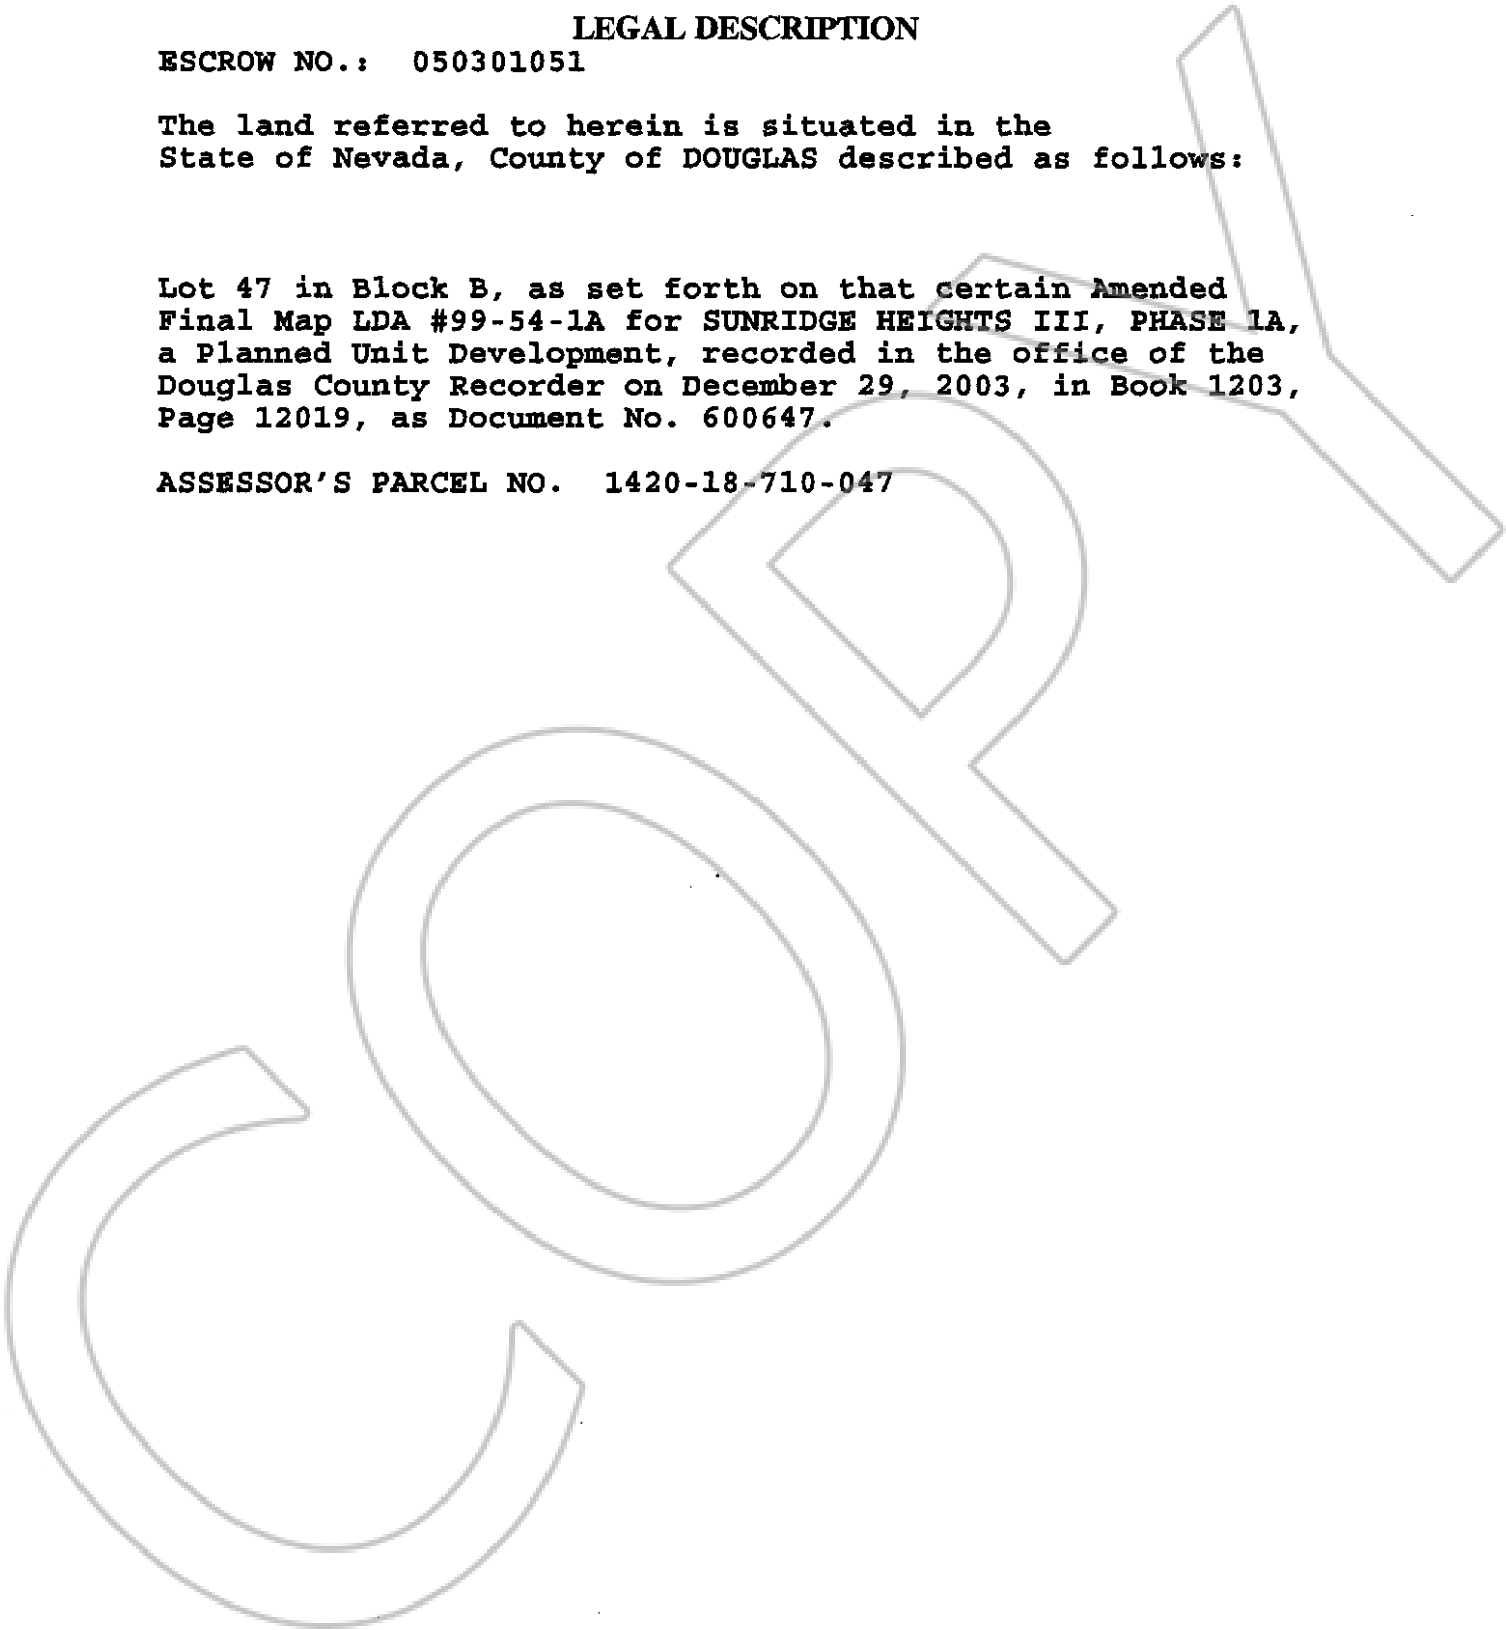 LEGAL DESCRIPTION
ESCROW NO.: 050301051
The land referred to herein is situated in the
State of Nevada, County of DOUGLAS described as follows:
Lot 47 in Block B, as set forth on that certain Amended
Final Map LDA #99-54-1A for SUNRIDGE HEIGHTS III, PHASE 1A,
a Planned Unit Development, recorded in the office of the
Douglas County Recorder on December 29, 2003, in Book 1203,
Page 12019, as Document No. 600647.
ASSESSOR'S PARCEL NO. 1420-18-710-047
COPY